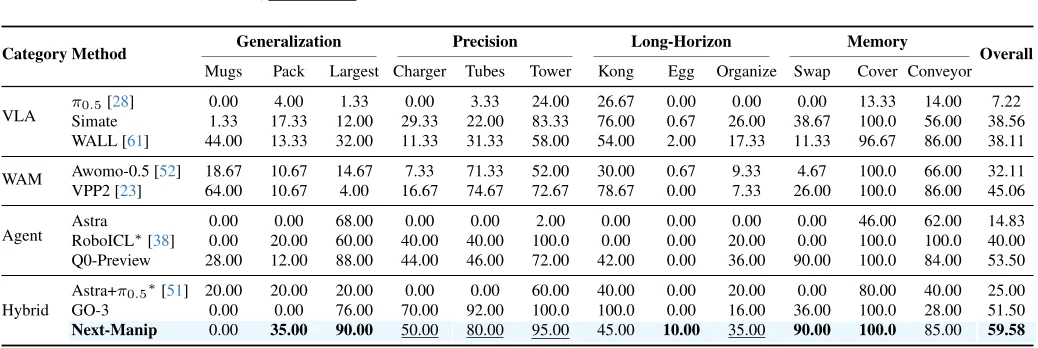 Category Method Generalization Precision Long-Horizon Memory Overall
Mugs Pack Largest Charger Tubes Tower Kong Egg Organize Swap Cover Conveyor
VLA
π0.5 [28] 0.00 4.00 1.33 0.00 3.33 24.00 26.67 0.00 0.00 0.00 13.33 14.00 7.22
Simate 1.33 17.33 12.00 29.33 22.00 83.33 76.00 0.67 26.00 38.67 100.0 56.00 38.56
WALL [61] 44.00 13.33 32.00 11.33 31.33 58.00 54.00 2.00 17.33 11.33 96.67 86.00 38.11
WAM
Awomo-0.5 [52] 18.67 10.67 14.67 7.33 71.33 52.00 30.00 0.67 9.33 4.67 100.0 66.00 32.11
VPP2 [23] 64.00 10.67 4.00 16.67 74.67 72.67 78.67 0.00 7.33 26.00 100.0 86.00 45.06
Agent
Astra 0.00 0.00 68.00 0.00 0.00 2.00 0.00 0.00 0.00 0.00 46.00 62.00 14.83
RoboICL* [38] 0.00 20.00 60.00 40.00 40.00 100.0 0.00 0.00 20.00 0.00 100.0 100.0 40.00
Q0-Preview 28.00 12.00 88.00 44.00 46.00 72.00 42.00 0.00 36.00 90.00 100.0 84.00 53.50
Hybrid
Astra+π0.5* [51] 20.00 20.00 20.00 0.00 0.00 60.00 40.00 0.00 20.00 0.00 80.00 40.00 25.00
GO-3 0.00 0.00 76.00 70.00 92.00 100.0 100.0 0.00 16.00 36.00 100.0 28.00 51.50
Next-Manip 0.00 35.00 90.00 50.00 80.00 95.00 45.00 10.00 35.00 90.00 100.0 85.00 59.58